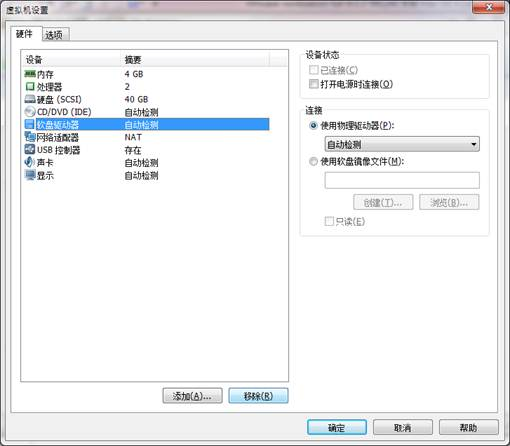 虚拟机设置
硬件 选项
设备 摘要
内存 4 GB
处理器 2
硬盘 (SCSI) 40 GB
CD/DVD (IDE) 自动检测
软盘驱动器 自动检测
网络适配器 NAT
USB 控制器 存在
声卡 自动检测
显示 自动检测
添加(A)... 移除(R)
设备状态
已连接(C)
打开电源时连接(O)
连接
使用物理驱动器(P):
自动检测
使用软盘镜像文件(M):
创建(T)... 浏览(B)...
只读(E)
确定 取消 帮助